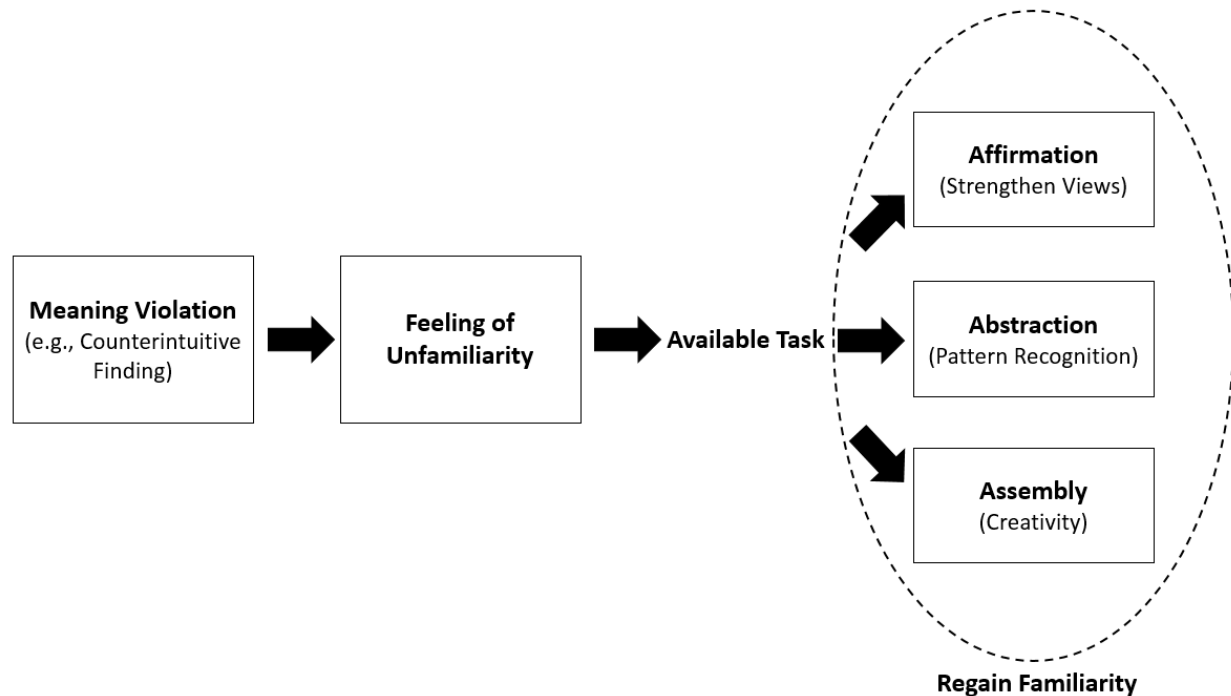 Meaning Violation
(e.g., Counterintuitive
Finding)
Feeling of
Unfamiliarity
Available Task
Affirmation
(Strengthen Views)
Abstraction
(Pattern Recognition)
Assembly
(Creativity)
Regain Familiarity